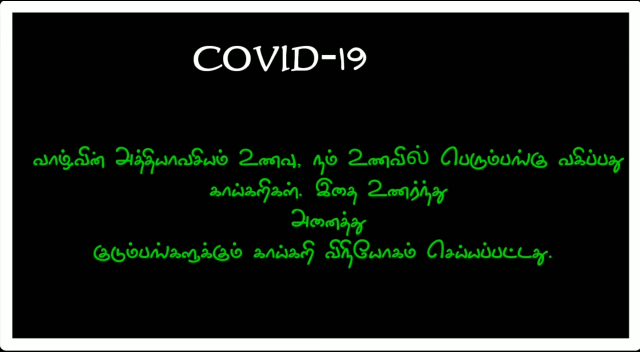 COVID-19
வாழ்வின் அத்தியாவசியம் உணவு, நம் உணவில் பெரும்பங்கு வகிப்பது
காய்கறிகள். இதை உணர்ந்து
அனைத்து
குடும்பங்களுக்கும் காய்கறி விநியோகம் செய்யப்பட்டது.